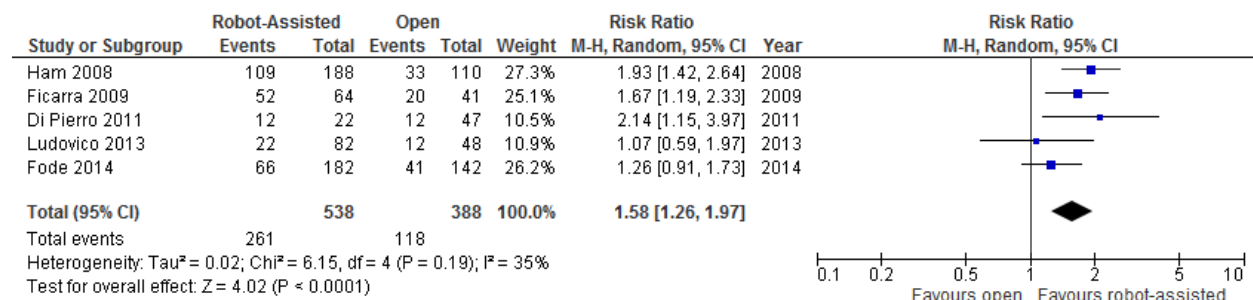 Robot-Assisted Open Risk Ratio Risk Ratio
Study or Subgroup Events Total Events Total Weight M-H, Random, 95% CI Year M-H, Random, 95% CI
Ham 2008 109 188 33 110 27.3% 1.93 [1.42, 2.64] 2008
Ficarra 2009 52 64 20 41 25.1% 1.67 [1.19, 2.33] 2009
Di Pierro 2011 12 22 12 47 10.5% 2.14 [1.15, 3.97] 2011
Ludovico 2013 22 82 12 48 10.9% 1.07 [0.59, 1.97] 2013
Fode 2014 66 182 41 142 26.2% 1.26 [0.91, 1.73] 2014
Total (95% CI) 538 388 100.0% 1.58 [1.26, 1.97]
Total events 261 118
Heterogeneity: Tau² = 0.02; Chi² = 6.15, df = 4 (P = 0.19); I² = 35%
Test for overall effect: Z = 4.02 (P < 0.0001)
0.1 0.2 0.5 1 2 5 10
Favours open Favours robot-assisted